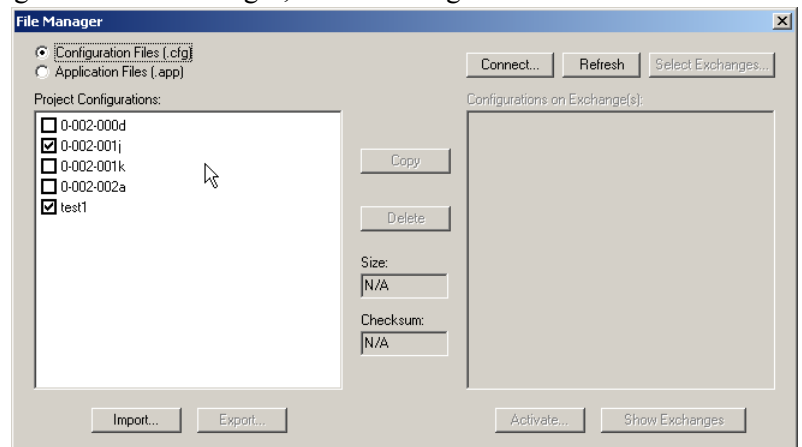 File Manager
Configuration Files (.cfg)
Application Files (.app)
Connect...
Refresh
Select Exchanges...
Project Configurations:
Configurations on Exchange(s):
0-002-000d
0-002-001j
0-002-001k
0-002-002a
test1
Copy
Delete
Size:
N/A
Checksum:
N/A
Import...
Export...
Activate...
Show Exchanges